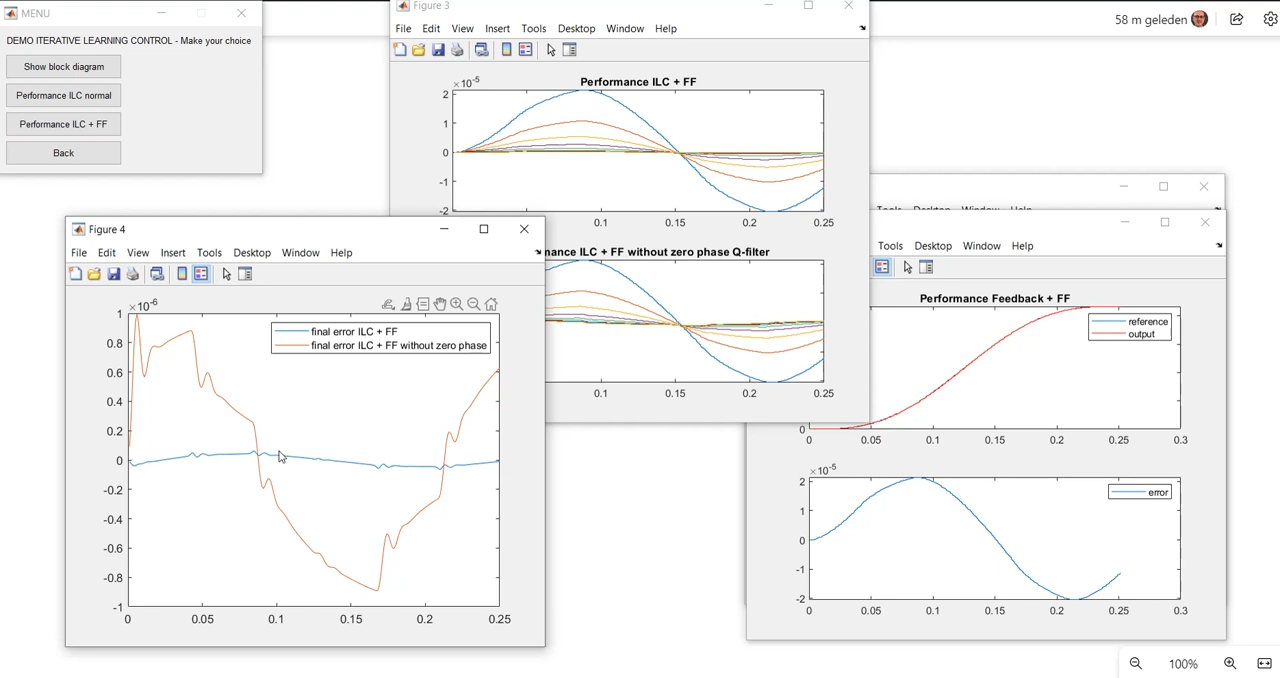 MENU
DEMO ITERATIVE LEARNING CONTROL - Make your choice
Show block diagram
Performance ILC normal
Performance ILC + FF
Back
Figure 3
File Edit View Insert Tools Desktop Window Help
×10^-5
Performance ILC + FF
2
1
0
-1
-2
0.1 0.15 0.2 0.25
mance ILC + FF without zero phase Q-filter
0.1 0.15 0.2 0.25
58 m geleden
Figure 4
File Edit View Insert Tools Desktop Window Help
×10^-6
final error ILC + FF
final error ILC + FF without zero phase
1
0.8
0.6
0.4
0.2
0
-0.2
-0.4
-0.6
-0.8
-1
0 0.05 0.1 0.15 0.2 0.25
Tools Desktop Window Help
Tools Desktop Window Help
Performance Feedback + FF
reference
output
0
0 0.05 0.1 0.15 0.2 0.25 0.3
×10^-5
error
2
1
0
-1
-2
0 0.05 0.1 0.15 0.2 0.25 0.3
100%